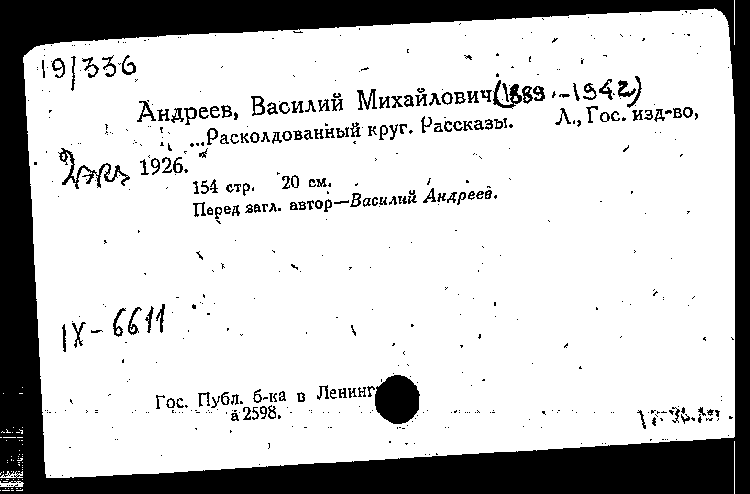 19/336
Андреев, Василий Михайлович (1889 - 1942)
...Расколдованный круг. Рассказы. Л., Гос. изд-во,
1926.
154 стр. 20 см.
Перед загл. автор—Василий Андреев.
IX-6611
Гос. Публ. б-ка в Ленингр
а 2598.